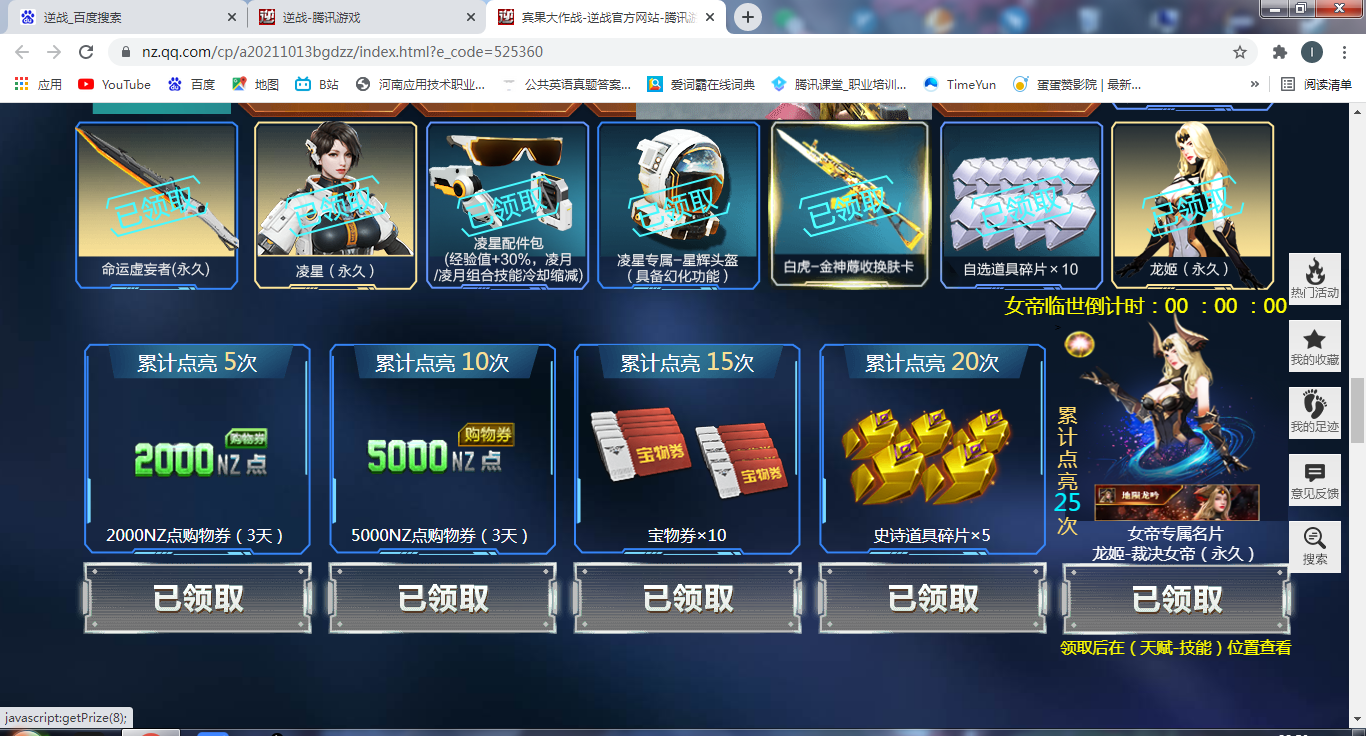 逆战_百度搜索
逆战-腾讯游戏
宾果大作战-逆战官方网站-腾讯游
nz.qq.com/cp/a20211013bgdzz/index.html?e_code=525360
应用
YouTube
百度
地图
B站
河南应用技术职业...
公共英语真题答案...
爱词霸在线词典
腾讯课堂_职业培训...
TimeYun
蛋蛋赞影院 | 最新...
»
阅读清单
已领取
已领取
已领取
已领取
已领取
已领取
已领取
命运虚妄者(永久)
凌星（永久）
凌星配件包
(经验值+30%，凌月
/凌月组合技能冷却缩减)
凌星专属-星辉头盔
（具备幻化功能）
白虎-金神蓐收换肤卡
自选道具碎片×10
龙姬（永久）
女帝临世倒计时：00 ：00 ：00
热门活动
我的收藏
我的足迹
意见反馈
搜索
累计点亮 5次
购物券
2000 NZ 点
2000NZ点购物券（3天）
已领取
累计点亮 10次
购物券
5000 NZ 点
5000NZ点购物券（3天）
已领取
累计点亮 15次
宝物券
宝物券
宝物券×10
已领取
累计点亮 20次
史诗道具碎片×5
已领取
累计点亮25次
地陨龙吟
女帝专属名片
龙姬-裁决女帝（永久）
已领取
领取后在（天赋-技能）位置查看
javascript:getPrize(8);